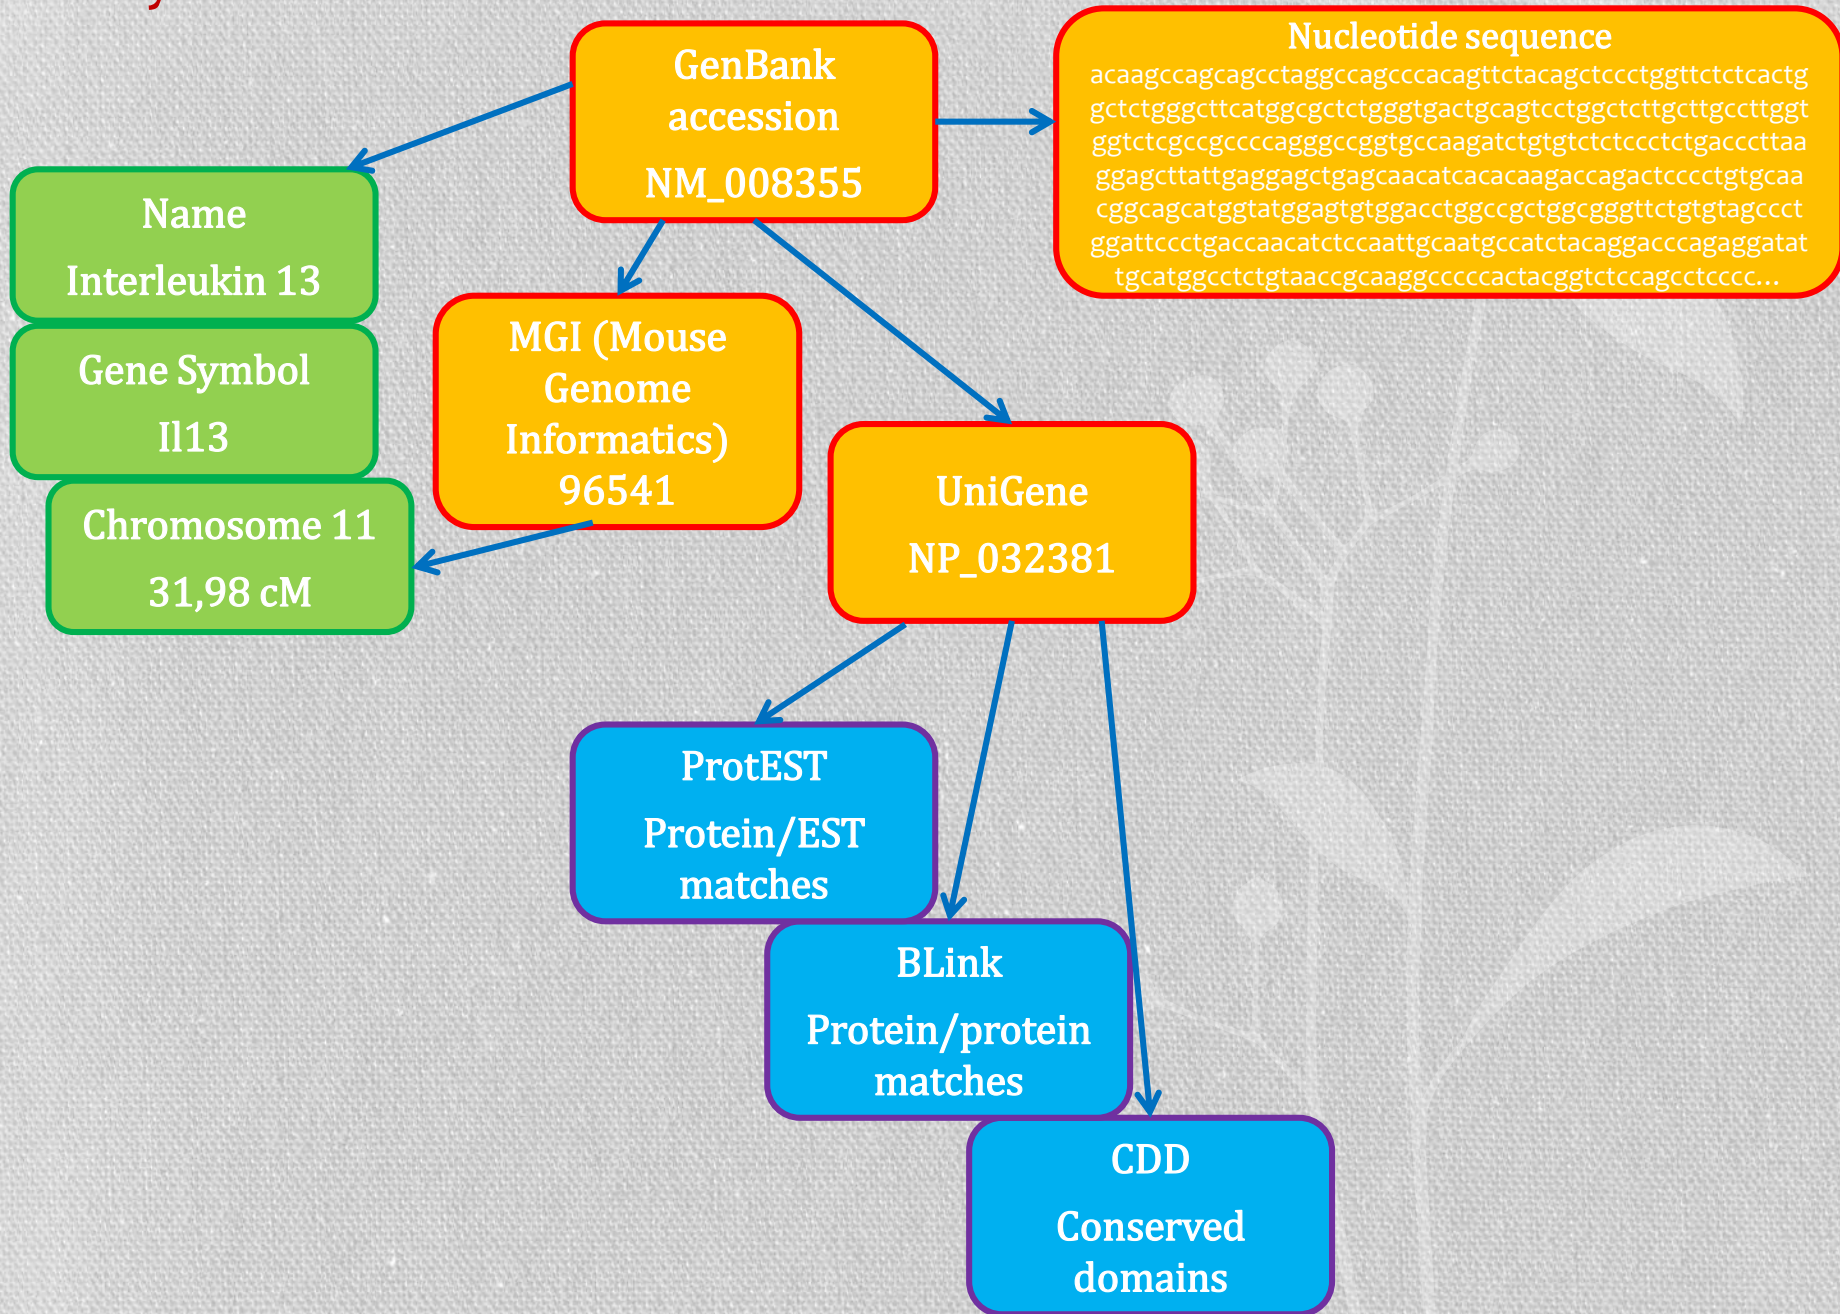 GenBank
accession
NM_008355
Nucleotide sequence
acaagccagcagcctaggccagcccacagttctacagctccctggttctctcactg
gctctgggcttcatggcgctctgggtgactgcagtcctggctcttgcttgccttggt
ggtctcgccgccccagggccggtgccaagatctgtgtctctccctctgacccttaa
ggagcttattgaggagctgagcaacatcacacaagaccagactcccctgtgcaa
cggcagcatggtatggagtgtggacctggccgctggcgggttctgtgtagccct
ggattccctgaccaacatctccaattgcaatgccatctacaggacccagaggatat
tgcatggcctctgtaaccgcaaggcccccactacggtctccagcctcccc...
Name
Interleukin 13
Gene Symbol
Il13
Chromosome 11
31,98 cM
MGI (Mouse
Genome
Informatics)
96541
UniGene
NP_032381
ProtEST
Protein/EST
matches
BLink
Protein/protein
matches
CDD
Conserved
domains